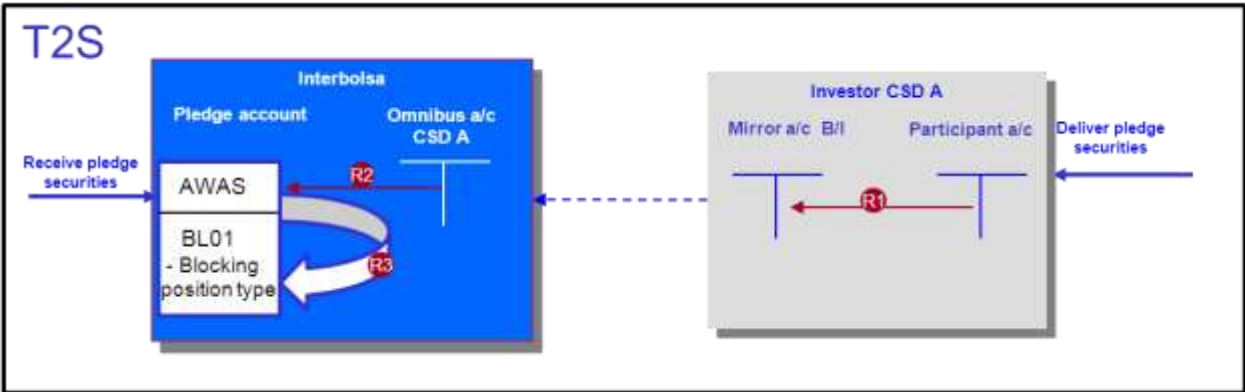 T2S
Interbolsa
Pledge account
Omnibus a/c
CSD A
Receive pledge
securities
AWAS
R2
BL01
- Blocking
position type
R3
Investor CSD A
Mirror a/c B/I
Participant a/c
R1
Deliver pledge
securities